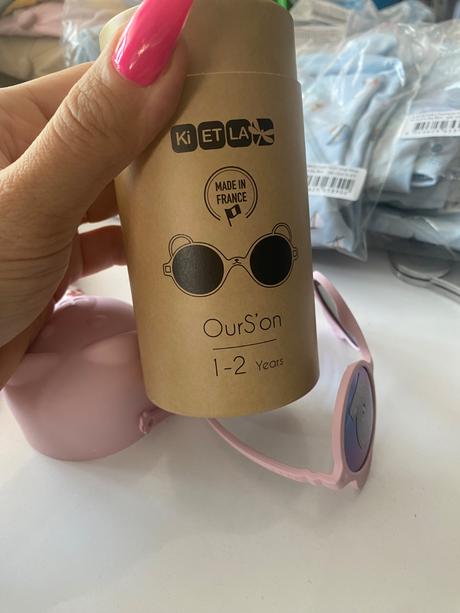 Ki ET LA
MADE IN
FRANCE
OurS'on
1-2 Years